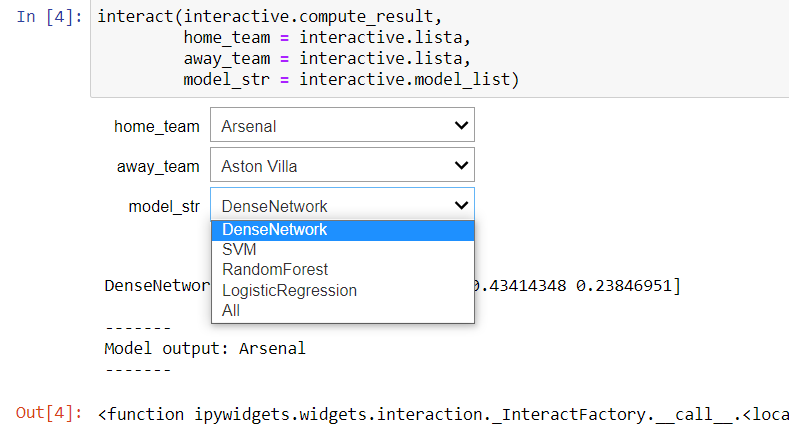 In [4]: interact(interactive.compute_result,
home_team = interactive.lista,
away_team = interactive.lista,
model_str = interactive.model_list)
home_team Arsenal
away_team Aston Villa
model_str DenseNetwork
DenseNetwork
SVM
RandomForest
LogisticRegression
All
DenseNetwor .43414348 0.23846951]
-------
Model output: Arsenal
-------
Out[4]: <function ipywidgets.widgets.interaction._InteractFactory.__call__.<loca